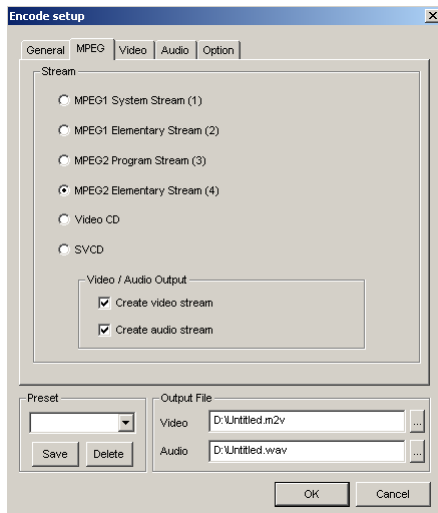 Encode setup
General MPEG Video Audio Option
Stream
MPEG1 System Stream (1)
MPEG1 Elementary Stream (2)
MPEG2 Program Stream (3)
MPEG2 Elementary Stream (4)
Video CD
SVCD
Video / Audio Output
Create video stream
Create audio stream
Preset
Save Delete
Output File
Video D:\Untitled.m2v ...
Audio D:\Untitled.wav ...
OK Cancel